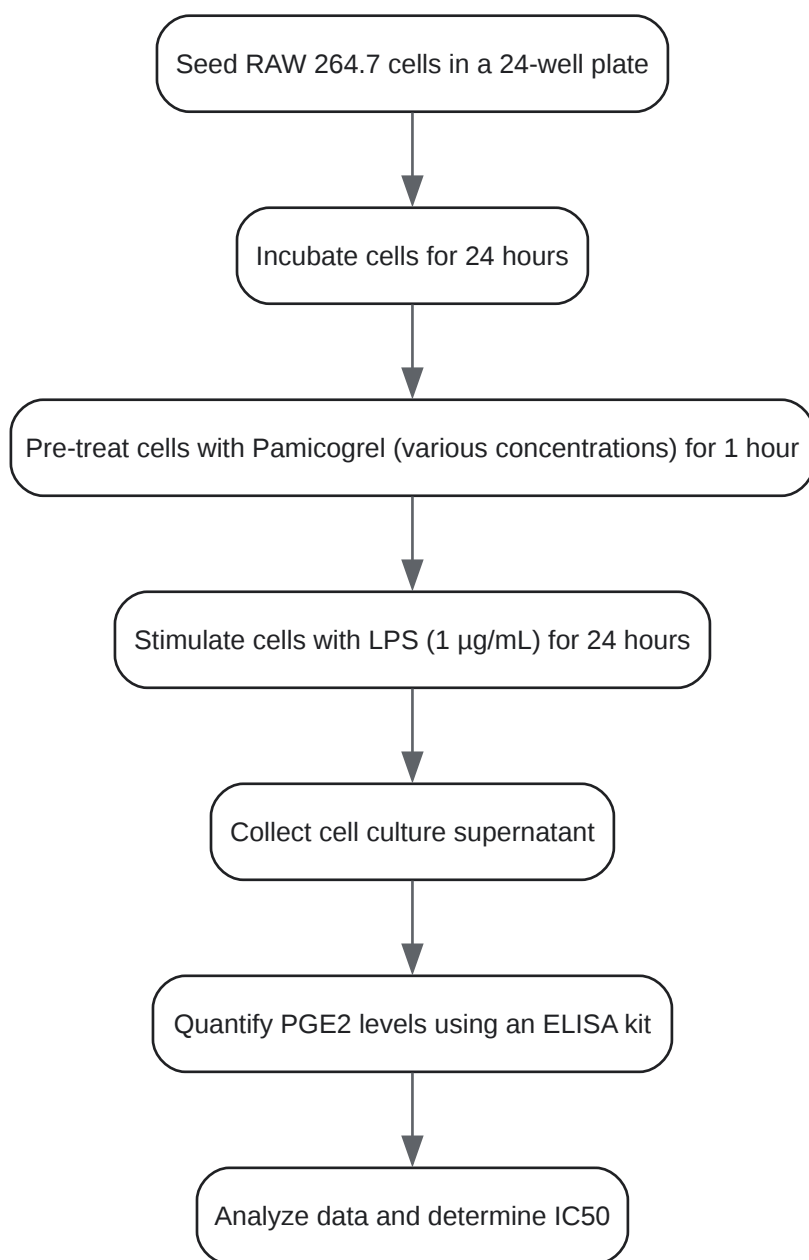 Seed RAW 264.7 cells in a 24-well plate
Incubate cells for 24 hours
Pre-treat cells with Pamicogrel (various concentrations) for 1 hour
Stimulate cells with LPS (1 µg/mL) for 24 hours
Collect cell culture supernatant
Quantify PGE2 levels using an ELISA kit
Analyze data and determine IC50